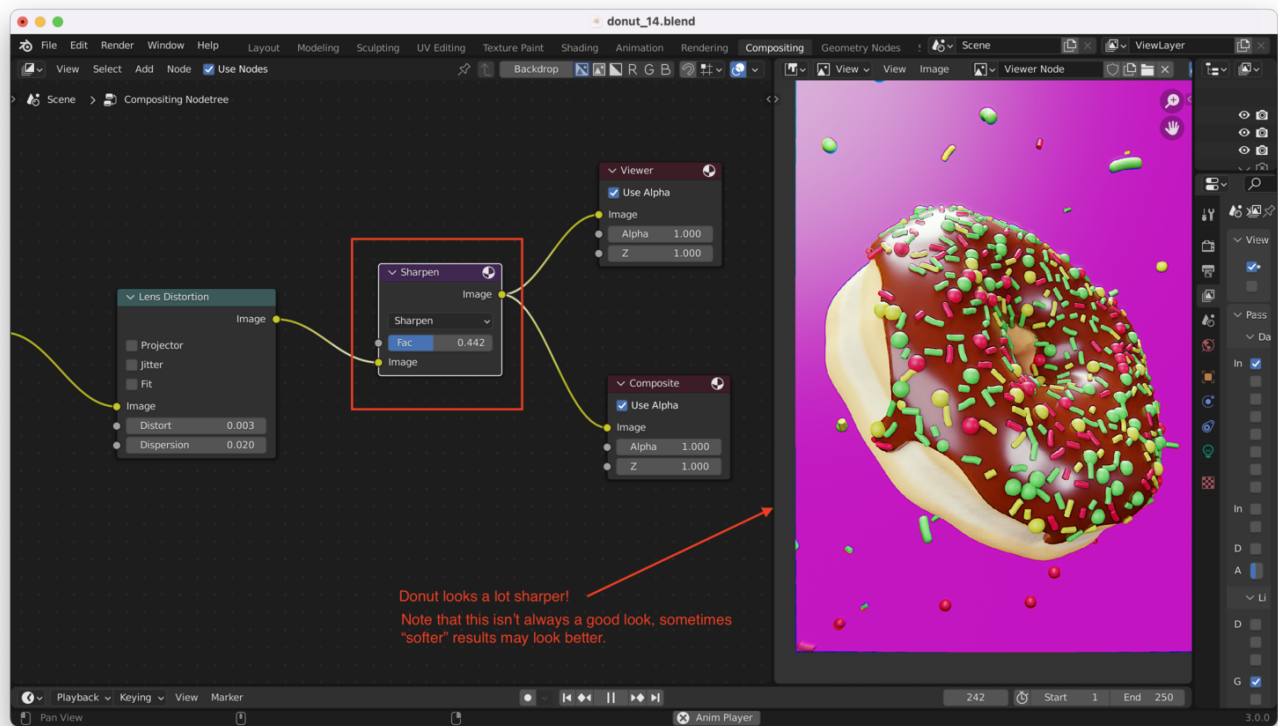 donut_14.blend
File Edit Render Window Help Layout Modeling Sculpting UV Editing Texture Paint Shading Animation Rendering Compositing Geometry Nodes Scene ViewLayer
View Select Add Node Use Nodes Backdrop R G B View View Image Viewer Node
Scene > Compositing Nodetree
Viewer
Use Alpha
Image
Alpha 1.000
Z 1.000
Sharpen
Image
Sharpen
Fac 0.442
Image
Lens Distortion
Image
Projector
Jitter
Fit
Image
Distort 0.003
Dispersion 0.020
Composite
Use Alpha
Image
Alpha 1.000
Z 1.000
Donut looks a lot sharper!
Note that this isn’t always a good look, sometimes
“softer” results may look better.
View
Pass
Da
In
In
D
A
Li
D
G
Playback Keying View Marker 242 Start 1 End 250
Pan View Anim Player 3.0.0